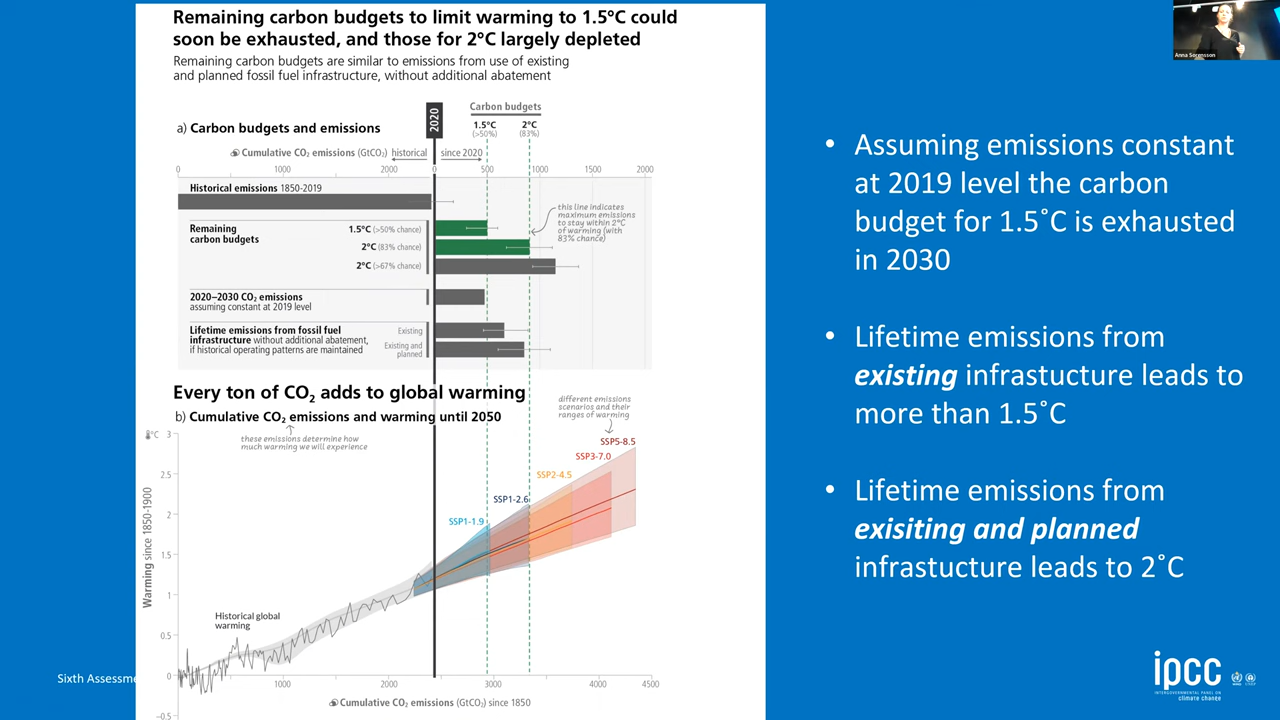 Remaining carbon budgets to limit warming to 1.5°C could
soon be exhausted, and those for 2°C largely depleted
Remaining carbon budgets are similar to emissions from use of existing
and planned fossil fuel infrastructure, without additional abatement
a) Carbon budgets and emissions
2020
Carbon budgets
1.5°C
(>50%)
2°C
(83%)
Cumulative CO₂ emissions (GtCO₂) historical since 2020
0 1000 2000 0 500 1000 1500 2000
Historical emissions 1850-2019
this line indicates
maximum emissions
to stay within 2°C
of warming (with
83% chance)
Remaining
carbon budgets
1.5°C (>50% chance)
2°C (83% chance)
2°C (>67% chance)
2020–2030 CO₂ emissions
assuming constant at 2019 level
Lifetime emissions from fossil fuel
infrastructure without additional abatement,
if historical operating patterns are maintained
Existing
Existing and
planned
Every ton of CO₂ adds to global warming
b) Cumulative CO₂ emissions and warming until 2050
these emissions determine how
much warming we will experience
different emissions
scenarios and their
ranges of warming
°C
3
2.5
2
1.5
1
0.5
0
–0.5
Warming since 1850-1900
SSP5-8.5
SSP3-7.0
SSP2-4.5
SSP1-2.6
SSP1-1.9
Historical global
warming
1000 2000 3000 4000 4500
Cumulative CO₂ emissions (GtCO₂) since 1850
Sixth Assessme
Anna Sörensson
• Assuming emissions constant
at 2019 level the carbon
budget for 1.5˚C is exhausted
in 2030
• Lifetime emissions from
existing infrastucture leads to
more than 1.5˚C
• Lifetime emissions from
exisiting and planned
infrastucture leads to 2˚C
ipcc
INTERGOVERNMENTAL PANEL ON
climate change